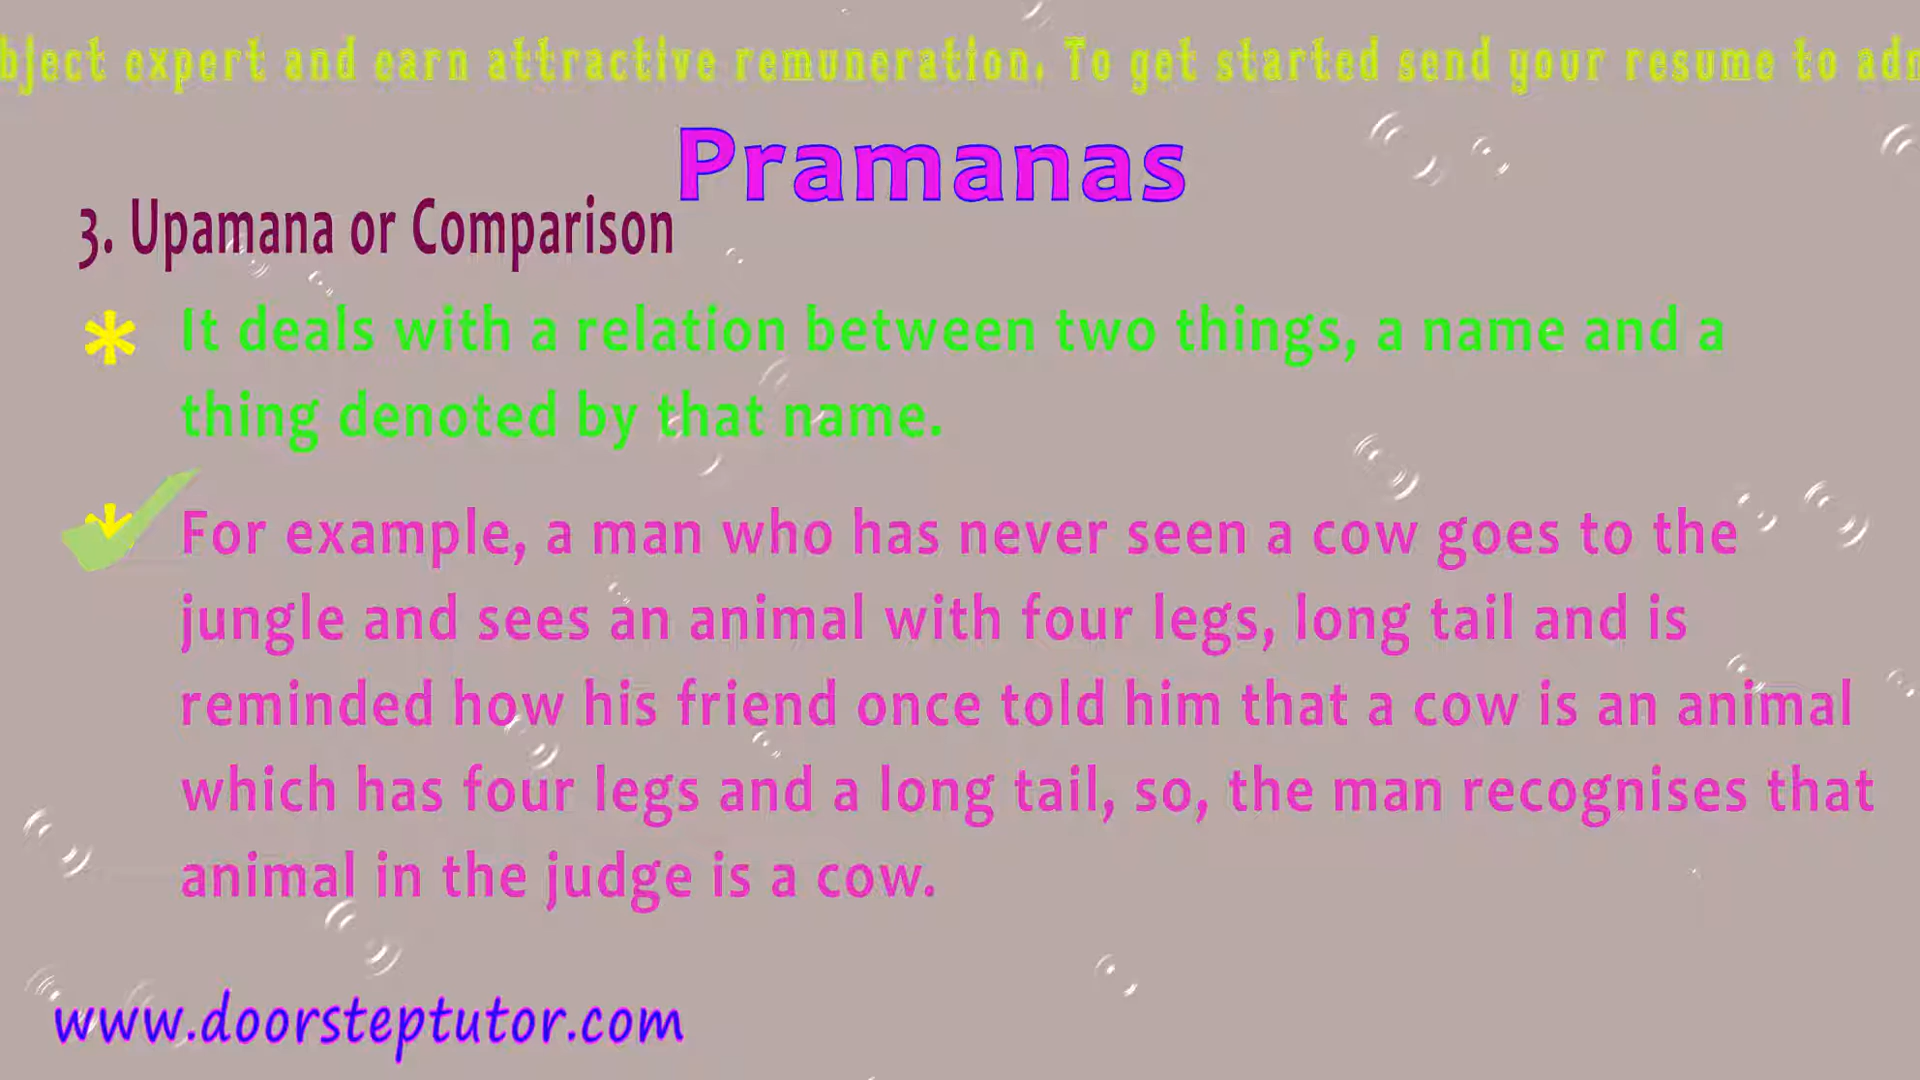 bject expert and earn attractive remuneration. To get started send your resume to
Pramanas
3. Upamana or Comparison
It deals with a relation between two things, a name and a
thing denoted by that name.
For example, a man who has never seen a cow goes to the
jungle and sees an animal with four legs, long tail and is
reminded how his friend once told him that a cow is an animal
which has four legs and a long tail, so, the man recognises that
animal in the judge is a cow.
www.doorsteptutor.com